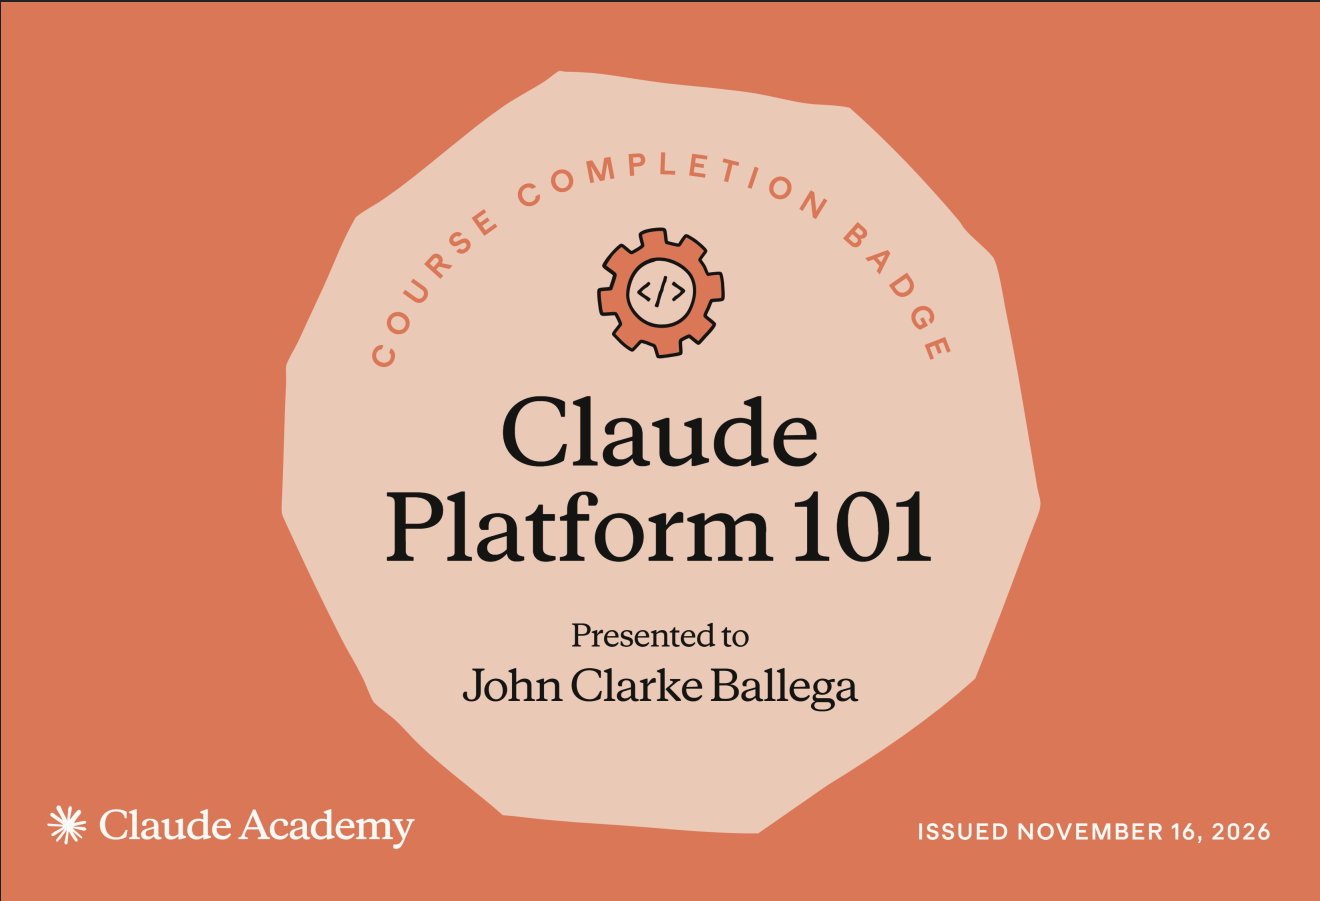 COURSE COMPLETION BADGE
</>
Claude
Platform 101
Presented to
John Clarke Ballega
Claude Academy
ISSUED NOVEMBER 16, 2026